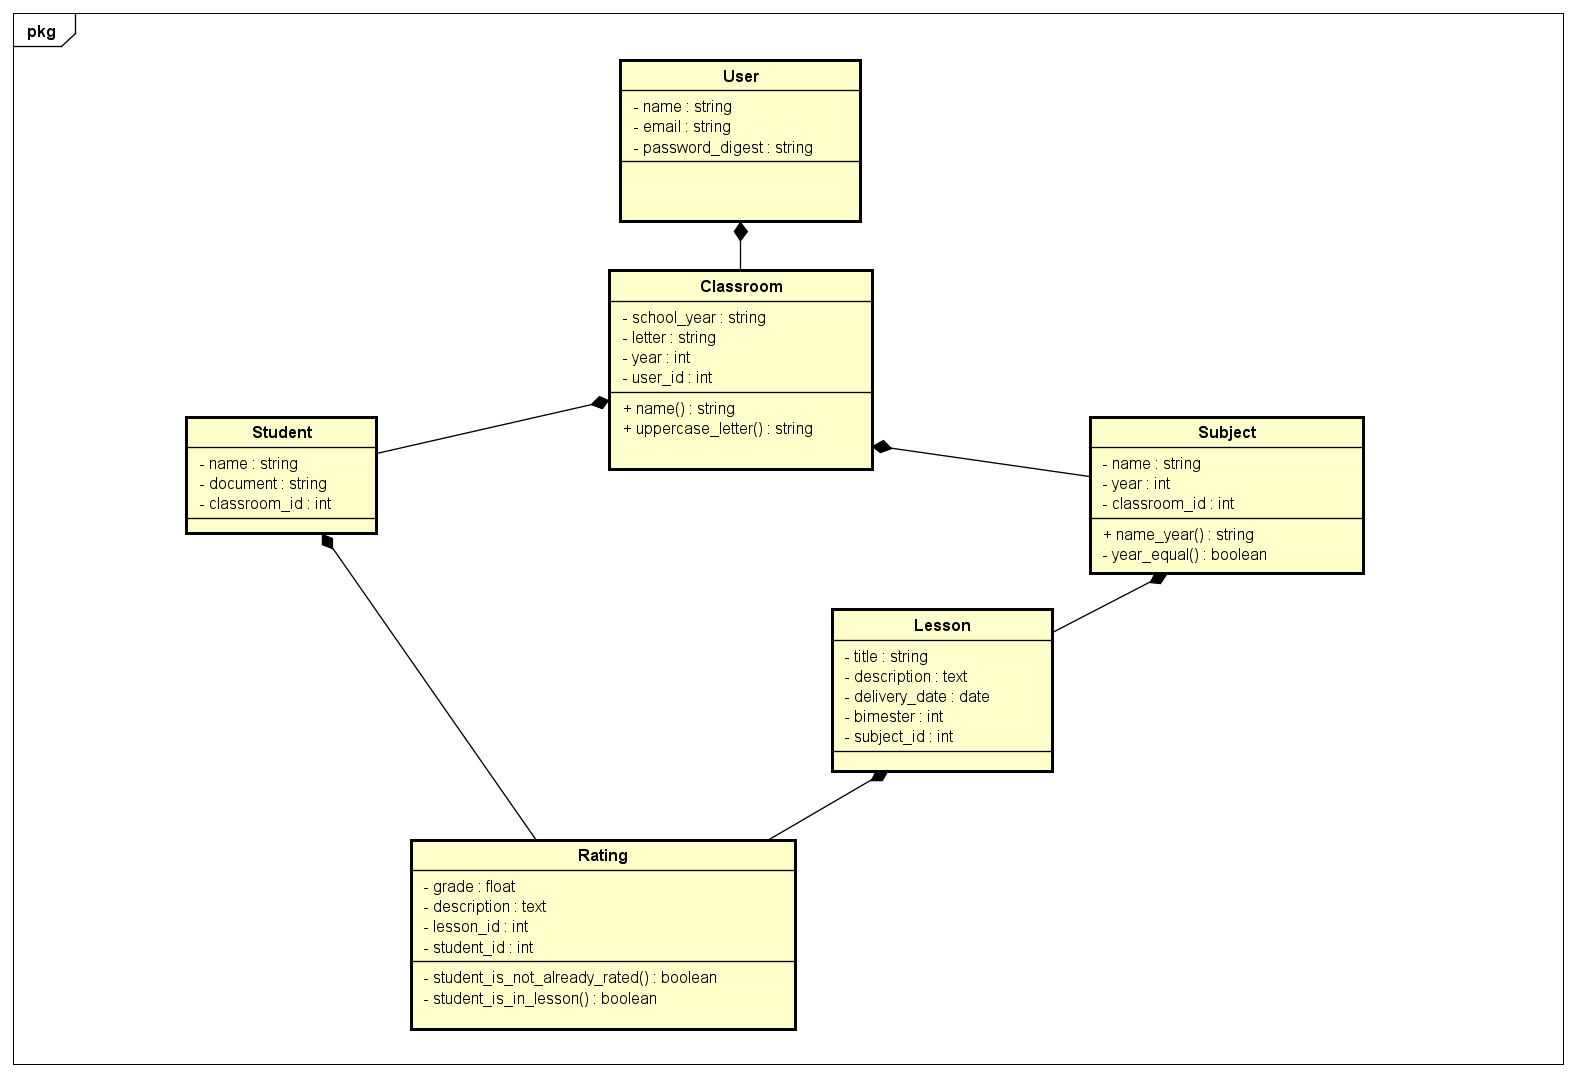 pkg
User
- name : string
- email : string
- password_digest : string
Classroom
- school_year : string
- letter : string
- year : int
- user_id : int
+ name() : string
+ uppercase_letter() : string
Student
- name : string
- document : string
- classroom_id : int
Subject
- name : string
- year : int
- classroom_id : int
+ name_year() : string
- year_equal() : boolean
Lesson
- title : string
- description : text
- delivery_date : date
- bimester : int
- subject_id : int
Rating
- grade : float
- description : text
- lesson_id : int
- student_id : int
- student_is_not_already_rated() : boolean
- student_is_in_lesson() : boolean